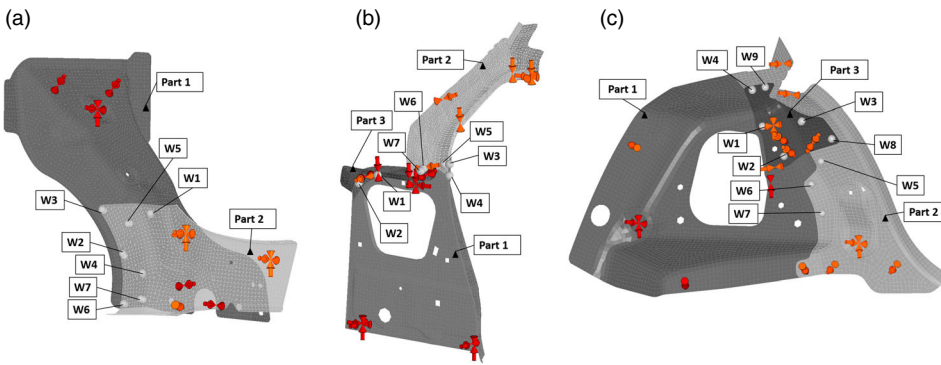 (a)
Part 1
W5
W1
W3
Part 2
W2
W4
W7
W6
(b)
Part 2
W6
Part 3
W7
W5
W3
W1
W4
W2
Part 1
(c)
W4
W9
Part 1
Part 3
W3
W1
W2
W8
W6
W5
W7
Part 2